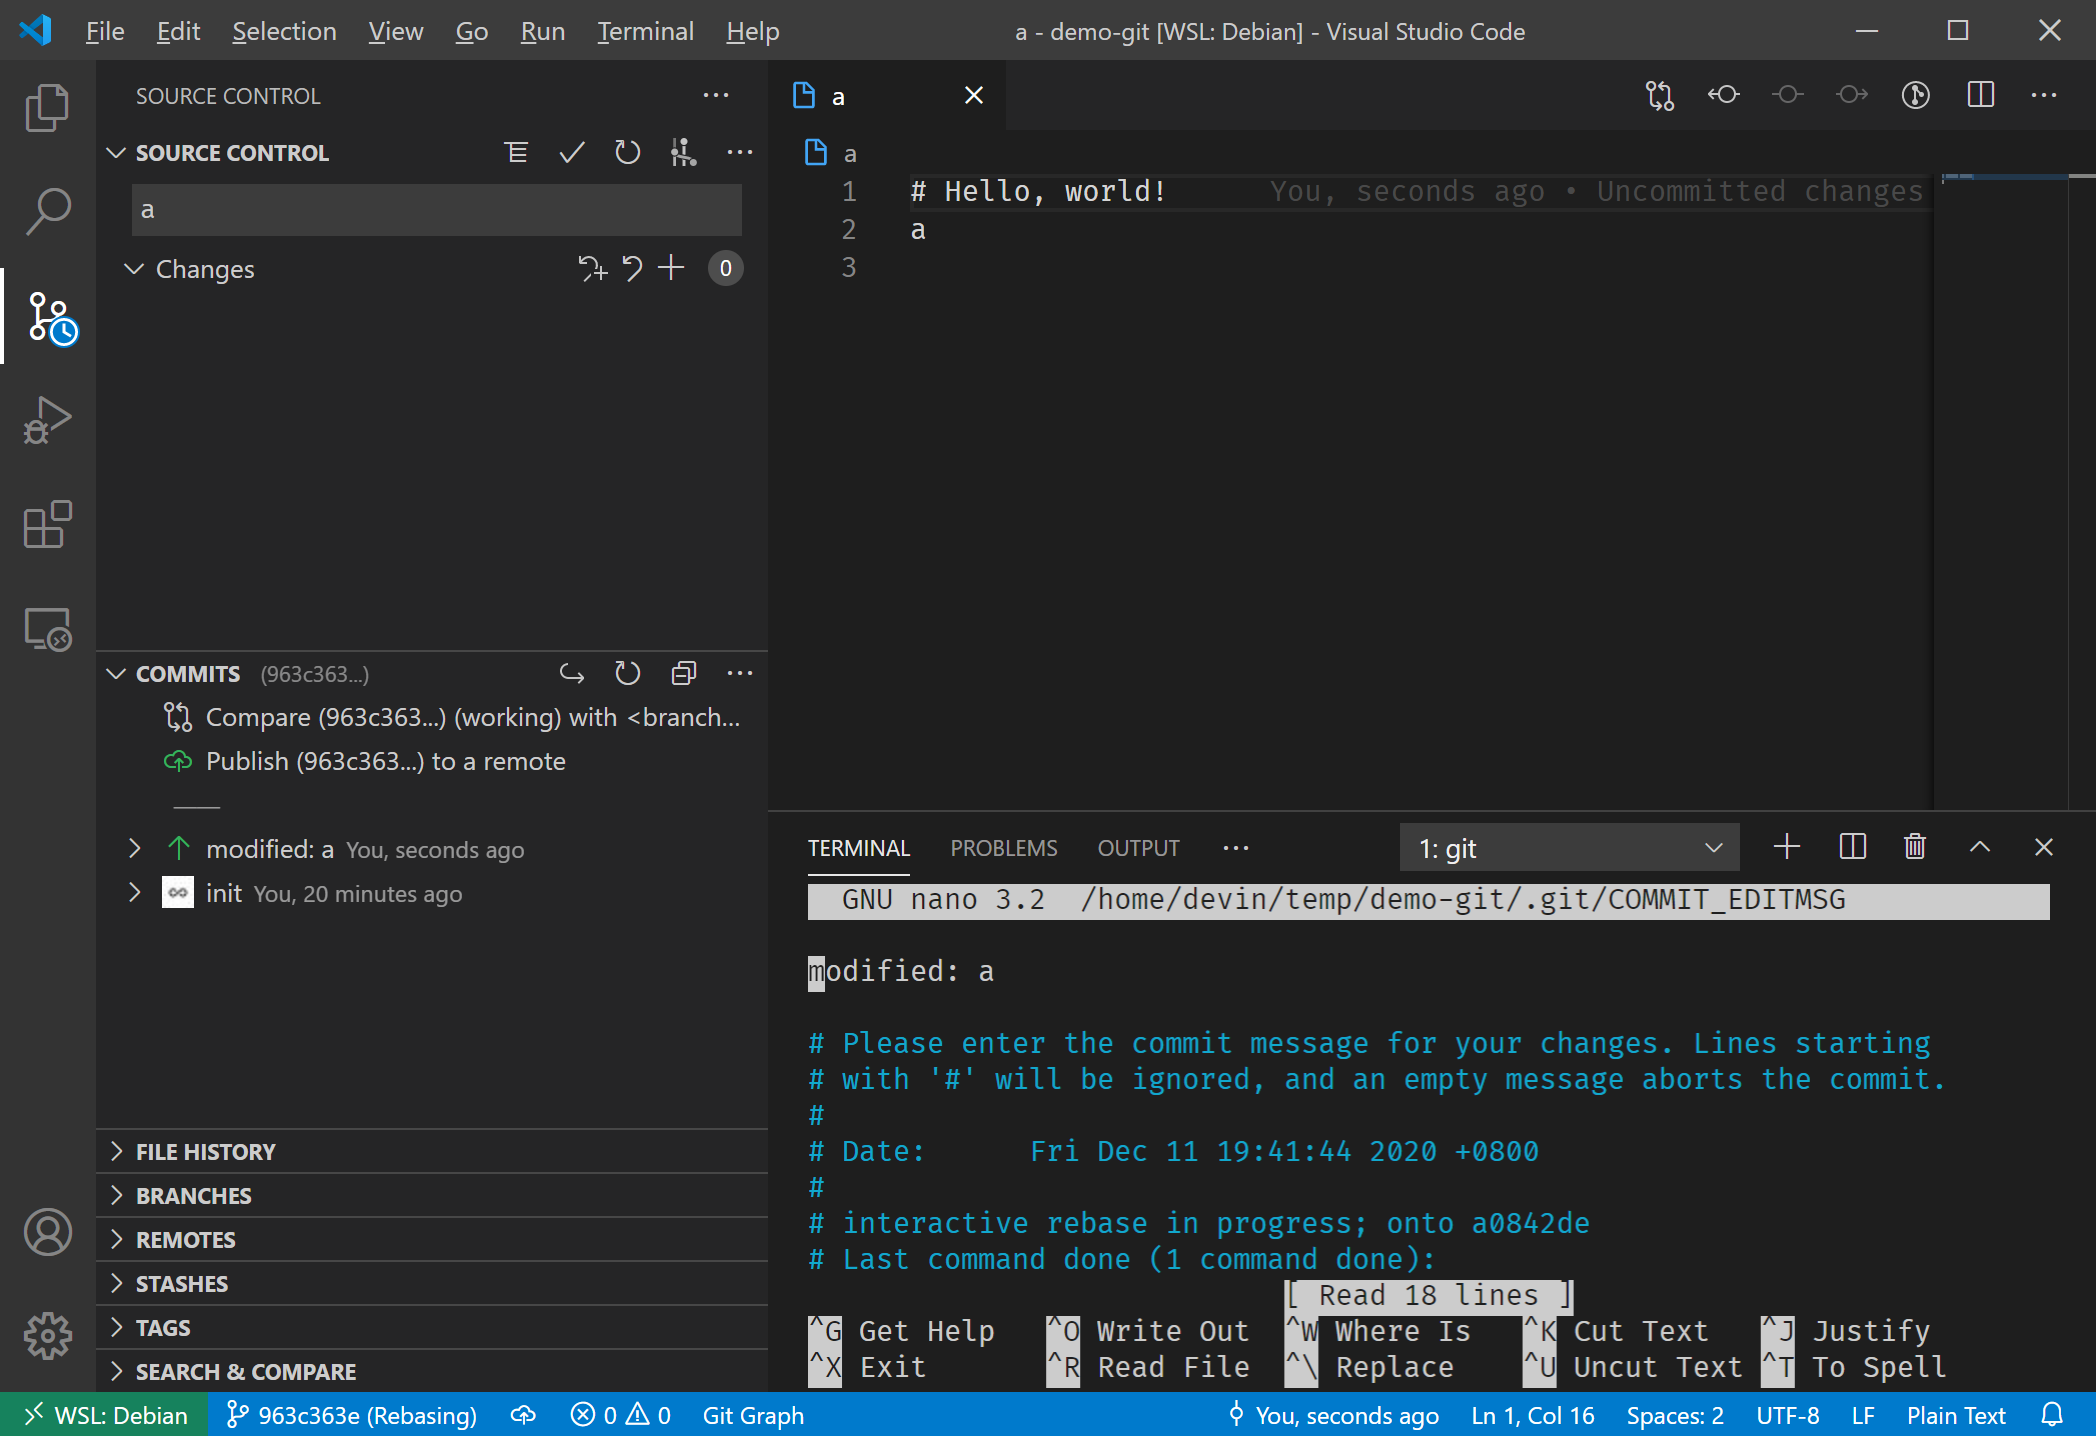 File Edit Selection View Go Run Terminal Help
a - demo-git [WSL: Debian] - Visual Studio Code
SOURCE CONTROL
SOURCE CONTROL
a
Changes 0
COMMITS (963c363...)
Compare (963c363...) (working) with <branch...
Publish (963c363...) to a remote
modified: a You, seconds ago
init You, 20 minutes ago
FILE HISTORY
BRANCHES
REMOTES
STASHES
TAGS
SEARCH & COMPARE
a
a
1 # Hello, world! You, seconds ago • Uncommitted changes
2 a
3
TERMINAL PROBLEMS OUTPUT 1: git
GNU nano 3.2 /home/devin/temp/demo-git/.git/COMMIT_EDITMSG
modified: a
# Please enter the commit message for your changes. Lines starting
# with '#' will be ignored, and an empty message aborts the commit.
#
# Date: Fri Dec 11 19:41:44 2020 +0800
#
# interactive rebase in progress; onto a0842de
# Last command done (1 command done):
[ Read 18 lines ]
^G Get Help ^O Write Out ^W Where Is ^K Cut Text ^J Justify
^X Exit ^R Read File ^\ Replace ^U Uncut Text ^T To Spell
WSL: Debian 963c363e (Rebasing) 0 0 Git Graph You, seconds ago Ln 1, Col 16 Spaces: 2 UTF-8 LF Plain Text